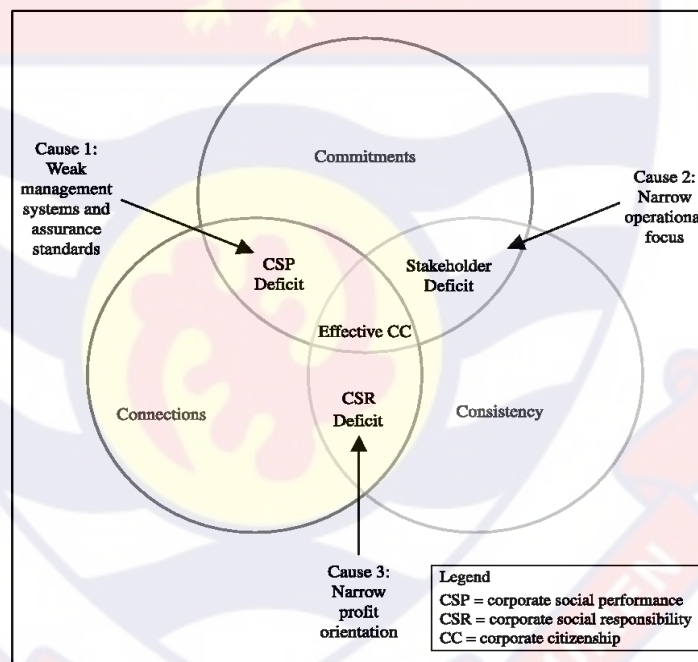 Commitments
Cause 1:
Weak
management
systems and
assurance
standards
Cause 2:
Narrow
operational
focus
CSP
Deficit
Stakeholder
Deficit
Effective CC
Connections
CSR
Deficit
Consistency
Cause 3:
Narrow
profit
orientation
Legend
CSP = corporate social performance
CSR = corporate social responsibility
CC = corporate citizenship